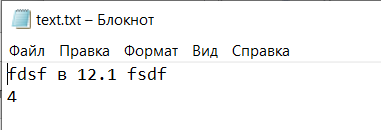 text.txt – Блокнот
Файл Правка Формат Вид Справка
fdsf в 12.1 fsdf
4